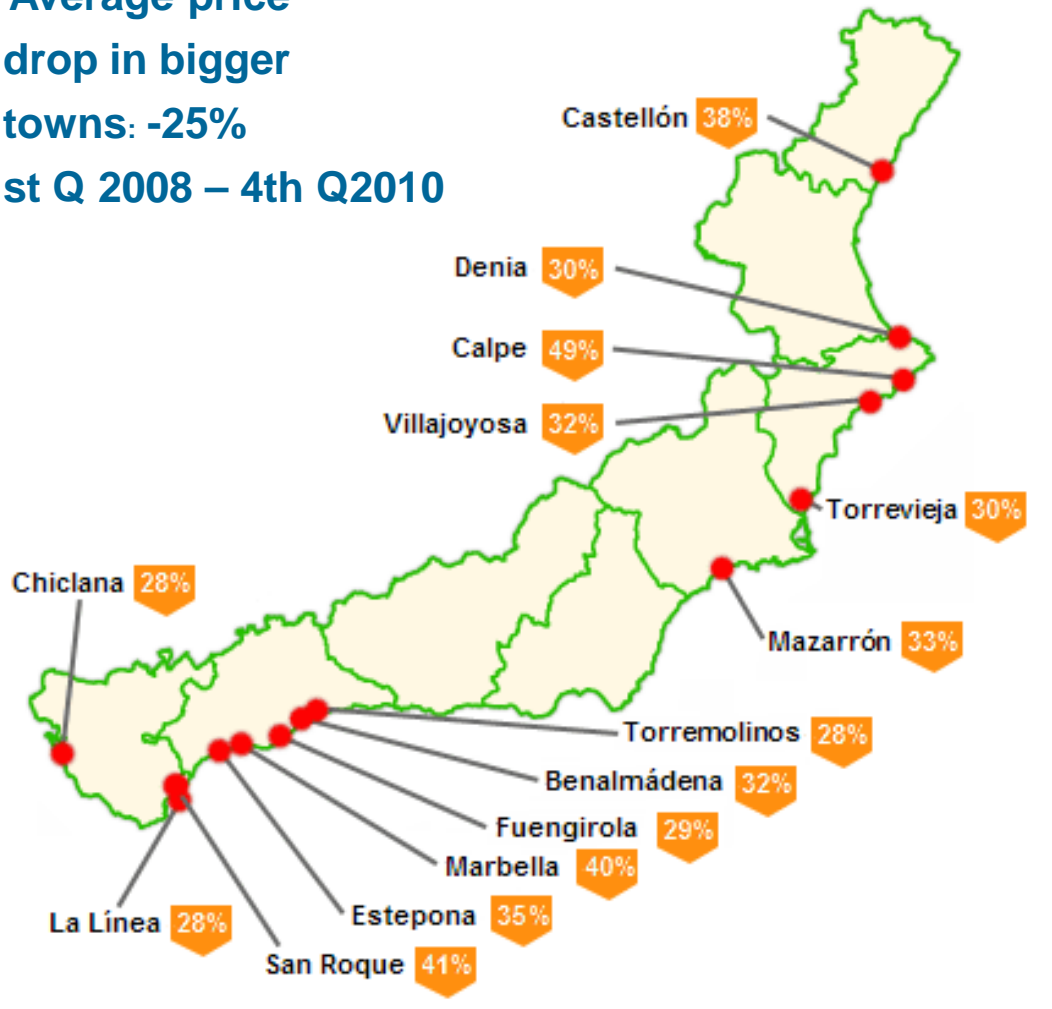 Average price
drop in bigger
towns: -25%
st Q 2008 – 4th Q2010
Castellón 38%
Denia 30%
Calpe 49%
Villajoyosa 32%
Torrevieja 30%
Chiclana 28%
Mazarrón 33%
Torremolinos 28%
Benalmádena 32%
Fuengirola 29%
Marbella 40%
Estepona 35%
La Línea 28%
San Roque 41%